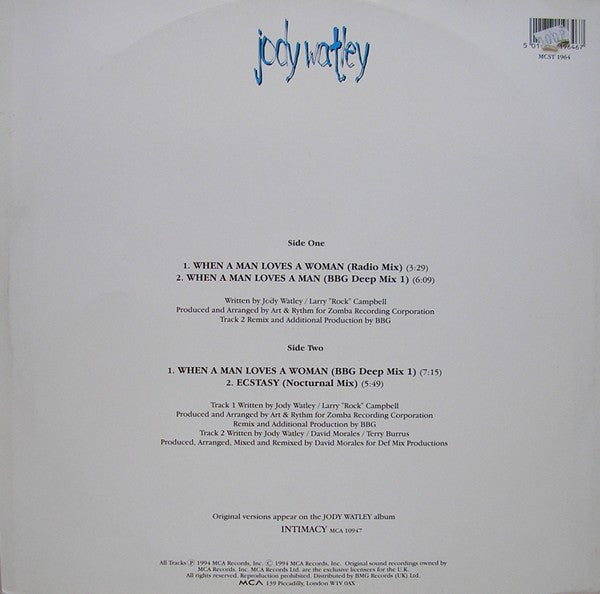 jody watley
MCST 1964
Side One
1. WHEN A MAN LOVES A WOMAN (Radio Mix) (3:29)
2. WHEN A MAN LOVES A MAN (BBG Deep Mix 1) (6:09)
Written by Jody Watley / Larry "Rock" Campbell
Produced and Arranged by Art & Rythm for Zomba Recording Corporation
Track 2 Remix and Additional Production by BBG
Side Two
1. WHEN A MAN LOVES A WOMAN (BBG Deep Mix 1) (7:15)
2. ECSTASY (Nocturnal Mix) (5:49)
Track 1 Written by Jody Watley / Larry "Rock" Campbell
Produced and Arranged by Art & Rythm for Zomba Recording Corporation
Remix and Additional Production by BBG
Track 2 Written by Jody Watley / David Morales / Terry Burrus
Produced, Arranged, Mixed and Remixed by David Morales for Def Mix Productions
Original versions appear on the JODY WATLEY album
INTIMACY MCA 10947
All Tracks Ⓟ 1994 MCA Records, Inc. © 1994 MCA Records, Inc. Original sound recordings owned by
MCA Records, Inc. MCA Records Ltd. are the exclusive licensees for the U.K.
All rights reserved. Reproduction prohibited. Distributed by BMG Records (UK) Ltd.
MCA 139 Piccadilly, London W1V 0AX